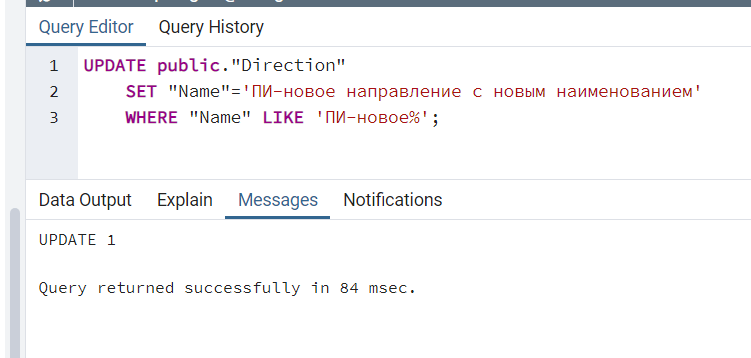 Query Editor Query History
1 UPDATE public."Direction"
2 SET "Name"='ПИ-новое направление с новым наименованием'
3 WHERE "Name" LIKE 'ПИ-новое%';
Data Output Explain Messages Notifications
UPDATE 1
Query returned successfully in 84 msec.